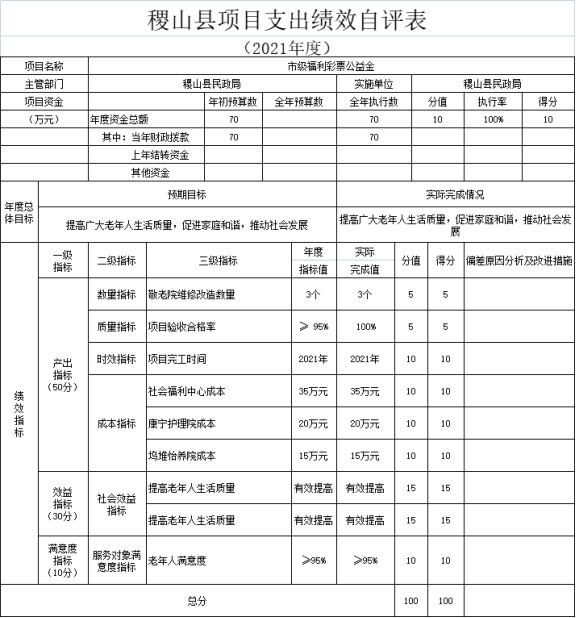 稷山县项目支出绩效自评表
（2021年度）
项目名称 市级福利彩票公益金
主管部门 稷山县民政局 实施单位 稷山县民政局
项目资金 年初预算数 全年预算数 全年执行数 分值 执行率 得分
（万元） 年度资金总额 70 70 10 100% 10
其中：当年财政拨款 70 70
上年结转资金
其他资金
年度总
体目标
预期目标 实际完成情况
提高广大老年人生活质量，促进家庭和谐，推动社会发展
提高广大老年人生活质量，促进家庭和谐，推动社会发
展
绩
效
指
标
一级
指标
二级指标 三级指标
年度
指标值
实际
完成值
分值 得分 偏差原因分析及改进措施
产出
指标
（50分）
数量指标 敬老院维修改造数量 3个 3个 5 5
质量指标 项目验收合格率 ≥ 95% 100% 5 5
时效指标 项目完工时间 2021年 2021年 10 10
成本指标
社会福利中心成本 35万元 35万元 10 10
康宁护理院成本 20万元 20万元 10 10
坞堆怡养院成本 15万元 15万元 10 10
效益
指标
（30分）
社会效益
指标
提高老年人生活质量 有效提高 有效提高 15 15
提高老年人生活质量 有效提高 有效提高 15 15
满意度
指标
（10分）
服务对象满
意度指标
老年人满意度 ≥95% ≥95% 10 10
总分 100 100